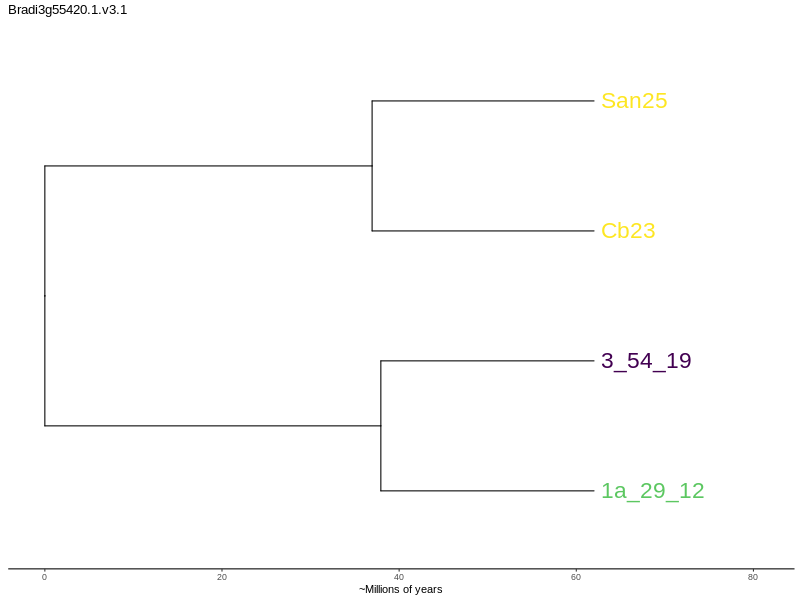 Bradi3g55420.1.v3.1
San25
Cb23
3_54_19
1a_29_12
0 20 40 60 80
~Millions of years